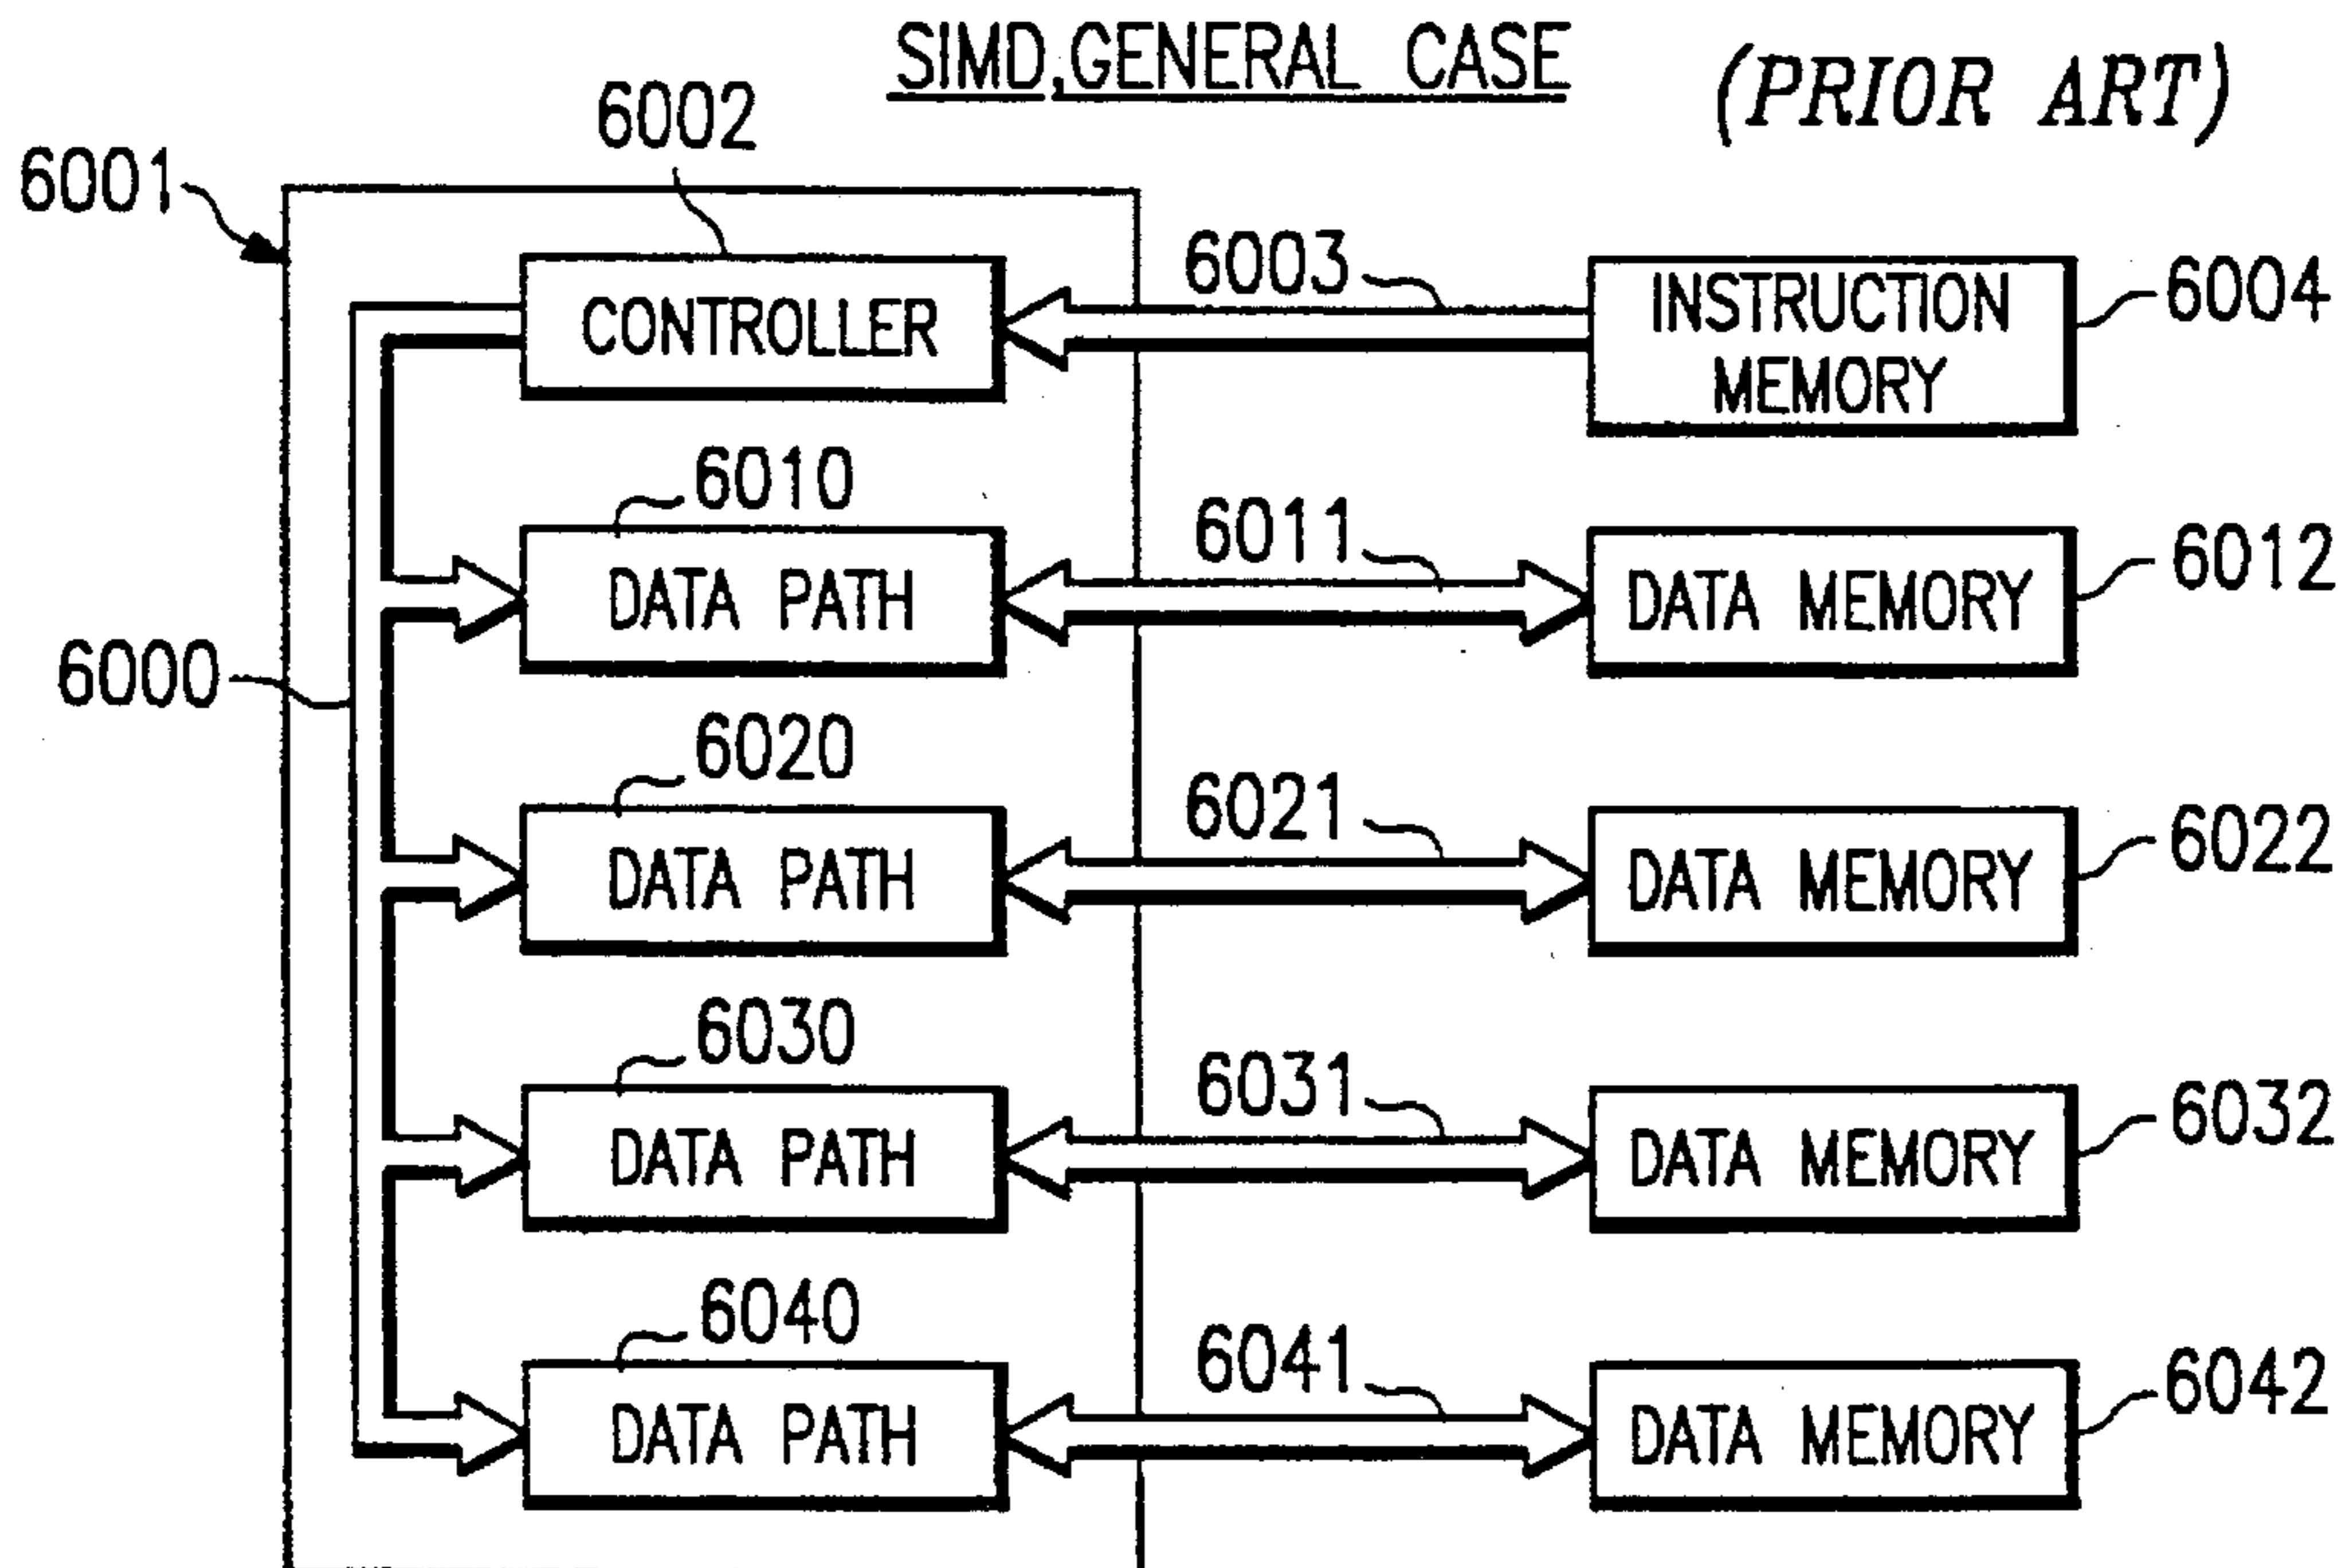 SIMD,GENERAL CASE (PRIOR ART)
6002
6001
6003
CONTROLLER
INSTRUCTION
MEMORY
6004
6010
6011
DATA PATH
DATA MEMORY
6012
6000
6020
6021
DATA PATH
DATA MEMORY
6022
6030
6031
DATA PATH
DATA MEMORY
6032
6040
6041
DATA PATH
DATA MEMORY
6042